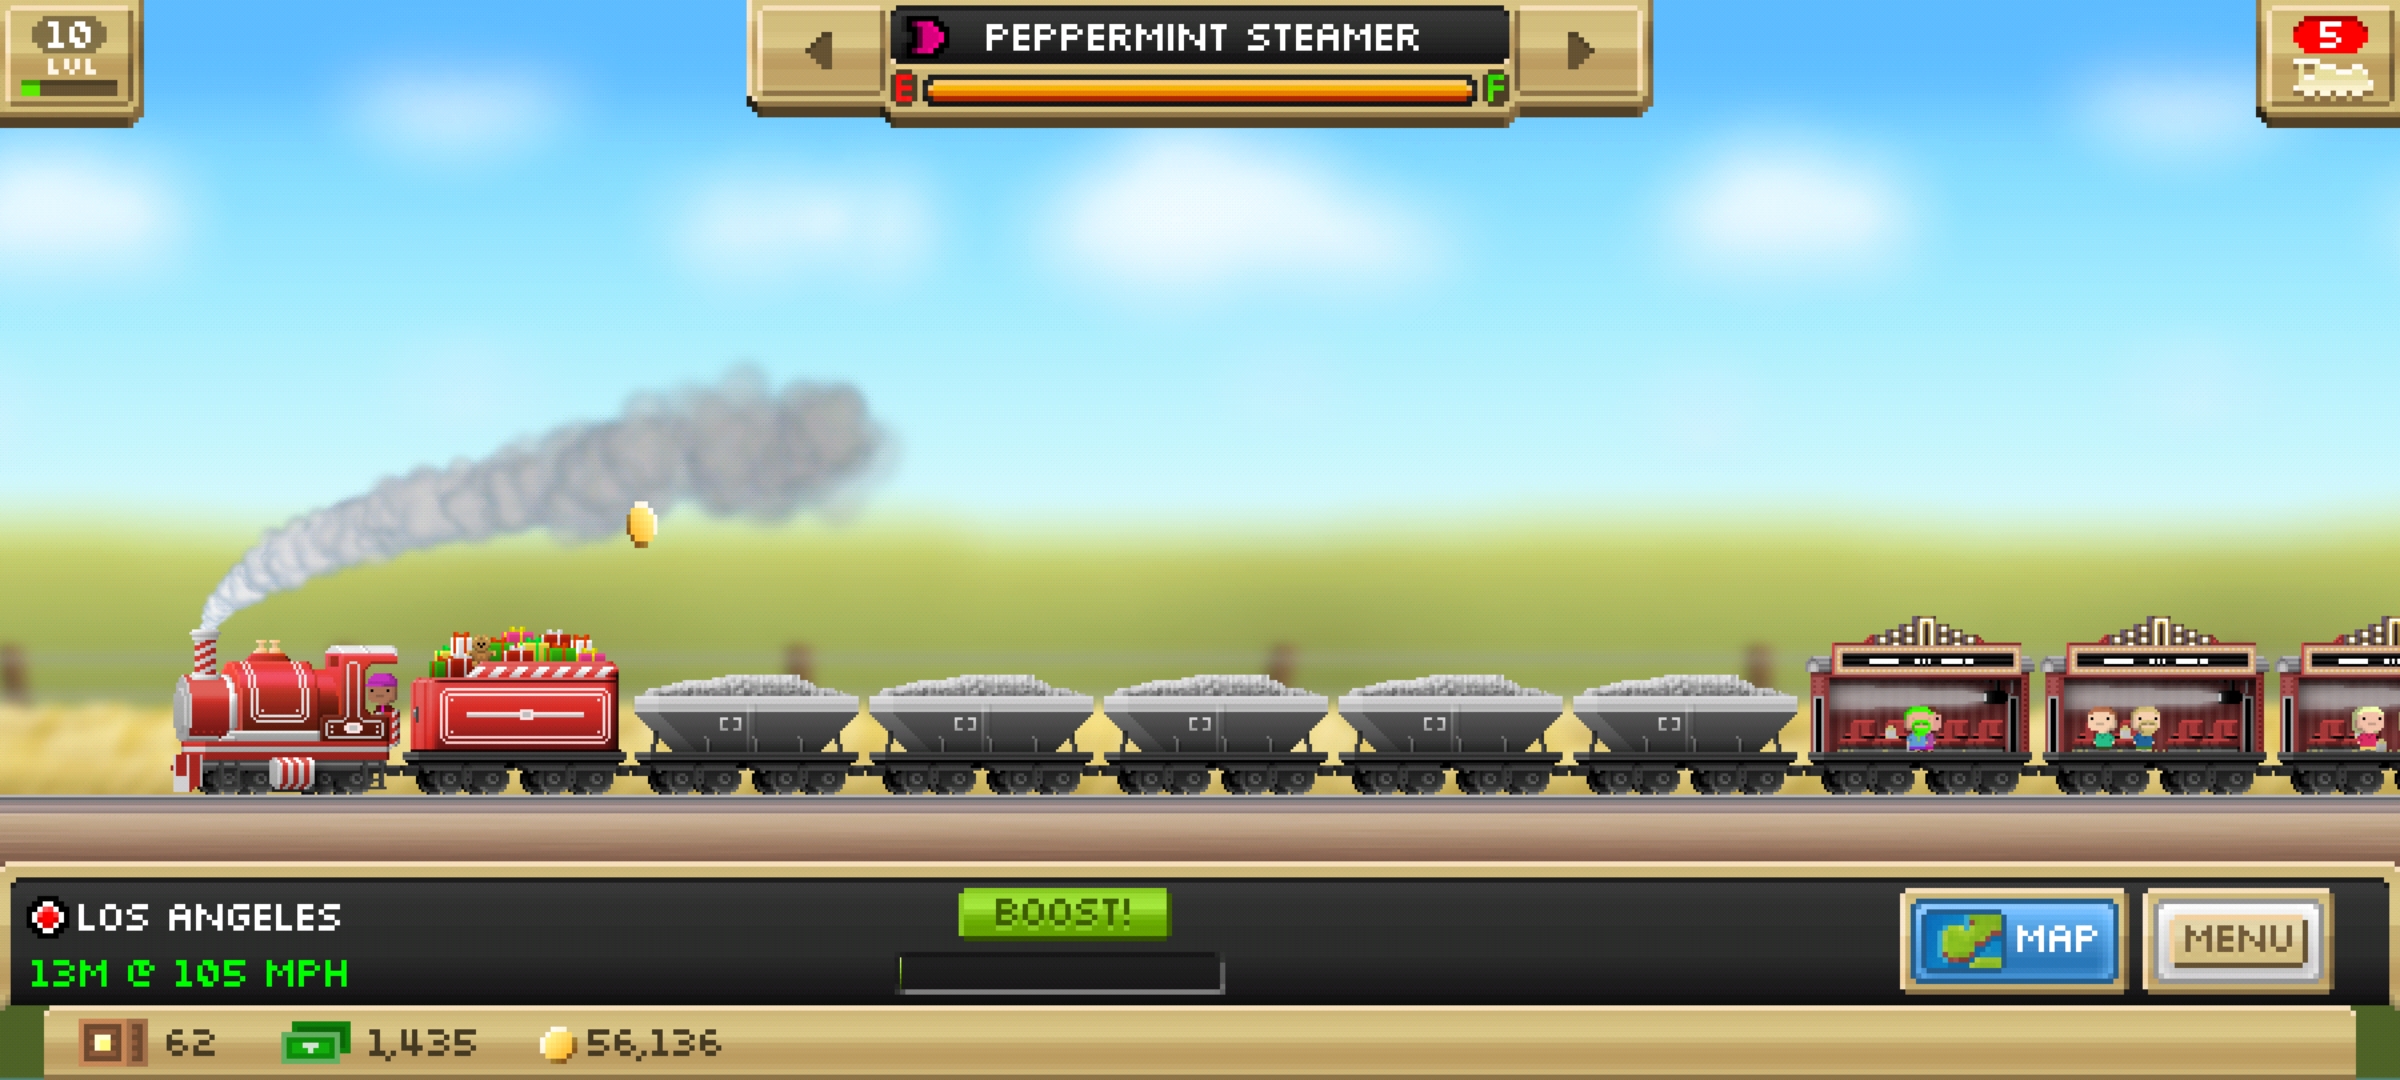 10
LVL
PEPPERMINT STEAMER
E F
5
LOS ANGELES
13M @ 105 MPH
BOOST!
MAP
MENU
62
1,435
56,136